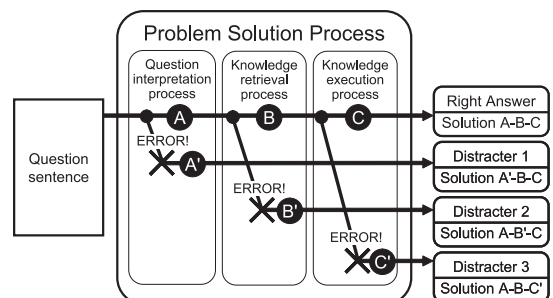 Problem Solution Process
Question
interpretation
process
Knowledge
retrieval
process
Knowledge
execution
process
Question
sentence
A
B
C
Right Answer
Solution A-B-C
ERROR!
A'
Distracter 1
Solution A'-B-C
ERROR!
B'
Distracter 2
Solution A-B'-C
ERROR!
C'
Distracter 3
Solution A-B-C'